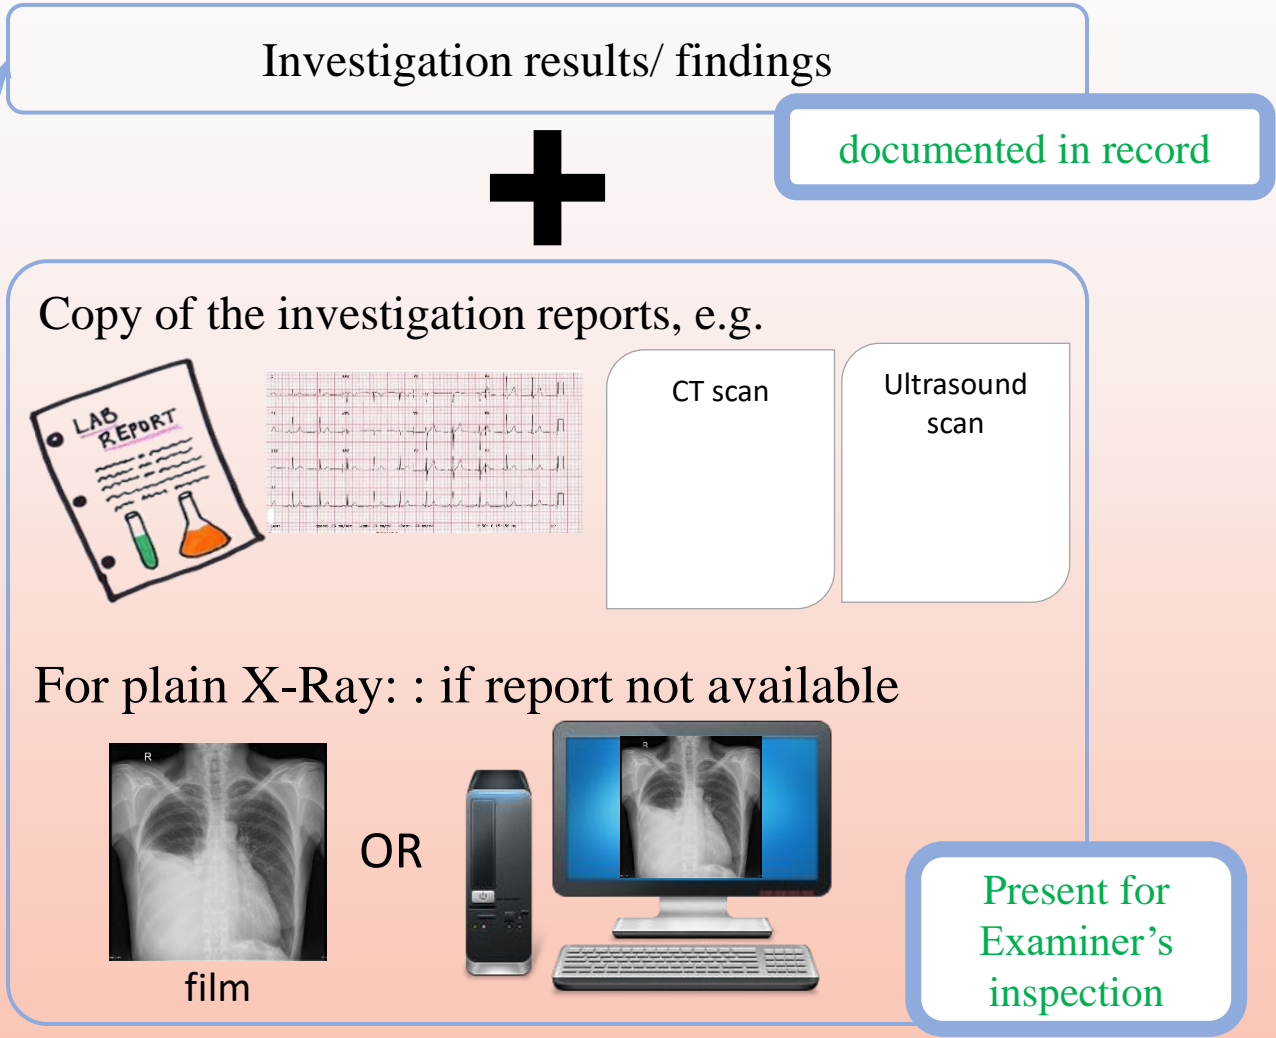 Investigation results/ findings
documented in record
Copy of the investigation reports, e.g.
LAB
REPORT
CT scan
Ultrasound
scan
For plain X-Ray: : if report not available
R
R
OR
film
Present for
Examiner’s
inspection